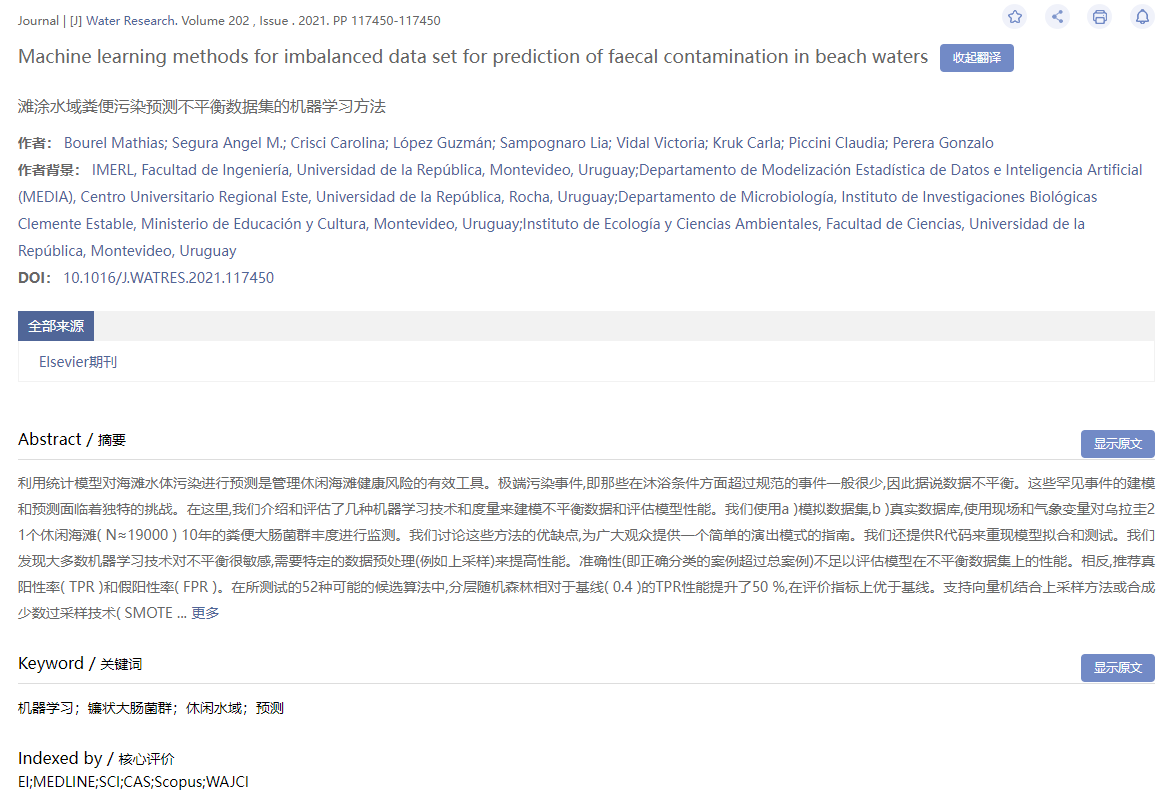 Journal | [J] Water Research. Volume 202 , Issue . 2021. PP 117450-117450
Machine learning methods for imbalanced data set for prediction of faecal contamination in beach waters 收起翻译
滩涂水域粪便污染预测不平衡数据集的机器学习方法
作者: Bourel Mathias; Segura Angel M.; Crisci Carolina; López Guzmán; Sampognaro Lia; Vidal Victoria; Kruk Carla; Piccini Claudia; Perera Gonzalo
作者背景: IMERL, Facultad de Ingeniería, Universidad de la República, Montevideo, Uruguay;Departamento de Modelización Estadística de Datos e Inteligencia Artificial
(MEDIA), Centro Universitario Regional Este, Universidad de la República, Rocha, Uruguay;Departamento de Microbiología, Instituto de Investigaciones Biológicas
Clemente Estable, Ministerio de Educación y Cultura, Montevideo, Uruguay;Instituto de Ecología y Ciencias Ambientales, Facultad de Ciencias, Universidad de la
República, Montevideo, Uruguay
DOI: 10.1016/J.WATRES.2021.117450
全部来源
Elsevier期刊
Abstract / 摘要 显示原文
利用统计模型对海滩水体污染进行预测是管理休闲海滩健康风险的有效工具。极端污染事件,即那些在沐浴条件方面超过规范的事件一般很少,因此据说数据不平衡。这些罕见事件的建模
和预测面临着独特的挑战。在这里,我们介绍和评估了几种机器学习技术和度量来建模不平衡数据和评估模型性能。我们使用a )模拟数据集,b )真实数据库,使用现场和气象变量对乌拉圭2
1个休闲海滩( N≈19000 ) 10年的粪便大肠菌群丰度进行监测。我们讨论这些方法的优缺点,为广大观众提供一个简单的演出模式的指南。我们还提供R代码来重现模型拟合和测试。我们
发现大多数机器学习技术对不平衡很敏感,需要特定的数据预处理(例如上采样)来提高性能。准确性(即正确分类的案例超过总案例)不足以评估模型在不平衡数据集上的性能。相反,推荐真
阳性率( TPR )和假阳性率( FPR )。在所测试的52种可能的候选算法中,分层随机森林相对于基线( 0.4 )的TPR性能提升了50 %,在评价指标上优于基线。支持向量机结合上采样方法或合成
少数过采样技术( SMOTE ... 更多
Keyword / 关键词 显示原文
机器学习；镰状大肠菌群；休闲水域；预测
Indexed by / 核心评价
EI;MEDLINE;SCI;CAS;Scopus;WAJCI